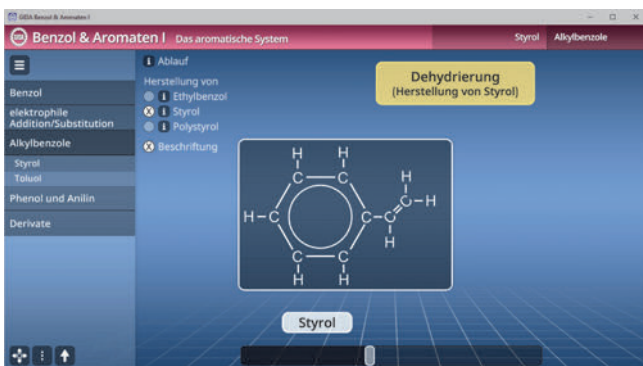 GIDA Benzol & Aromaten I
Benzol & Aromaten I Das aromatische System Styrol Alkylbenzole
Benzol
elektrophile
Addition/Substitution
Alkylbenzole
Styrol
Toluol
Phenol und Anilin
Derivate
i Ablauf
Herstellung von
i Ethylbenzol
X i Styrol
i Polystyrol
X Beschriftung
Dehydrierung
(Herstellung von Styrol)
H H
C C H
H C C C C H
C C H
H H
Styrol